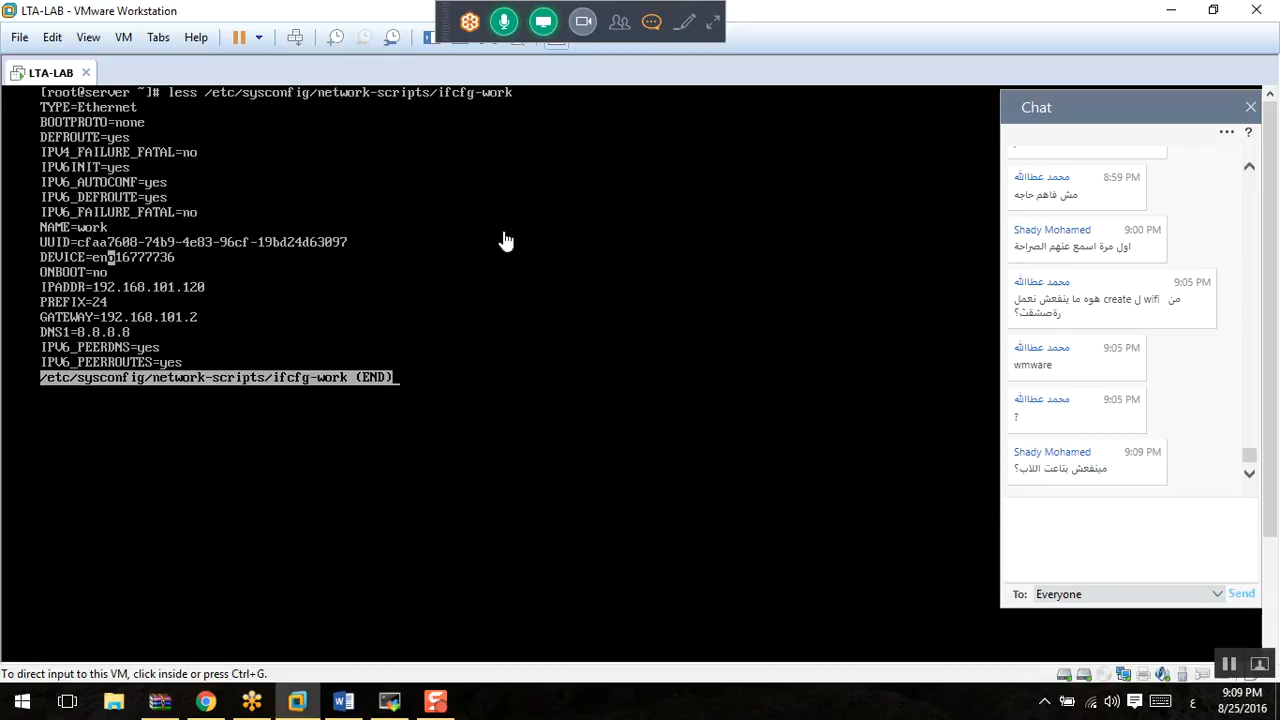 LTA-LAB - VMware Workstation
File Edit View VM Tabs Help
LTA-LAB
[root@server ~]# less /etc/sysconfig/network-scripts/ifcfg-work
TYPE=Ethernet
BOOTPROTO=none
DEFROUTE=yes
IPV4_FAILURE_FATAL=no
IPV6INIT=yes
IPV6_AUTOCONF=yes
IPV6_DEFROUTE=yes
IPV6_FAILURE_FATAL=no
NAME=work
UUID=cfaa7608-74b9-4e83-96cf-19bd24d63097
DEVICE=eno16777736
ONBOOT=no
IPADDR=192.168.101.120
PREFIX=24
GATEWAY=192.168.101.2
DNS1=8.8.8.8
IPV6_PEERDNS=yes
IPV6_PEERROUTES=yes
/etc/sysconfig/network-scripts/ifcfg-work (END)
Chat
محمد عطاالله 8:59 PM
مش فاهم حاجه
Shady Mohamed 9:00 PM
اول مرة اسمع عنهم الصراحة
محمد عطاالله 9:05 PM
هوه ما ينفعش نعمل create ل wifi من
رةصشقث؟
محمد عطاالله 9:05 PM
wmware
محمد عطاالله 9:05 PM
?
Shady Mohamed 9:09 PM
مينفعش بتاعت اللاب؟
To: Everyone Send
To direct input to this VM, click inside or press Ctrl+G.
ع
9:09 PM
8/25/2016